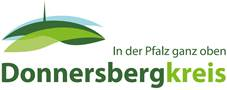 In der Pfalz ganz oben
Donnersbergkreis